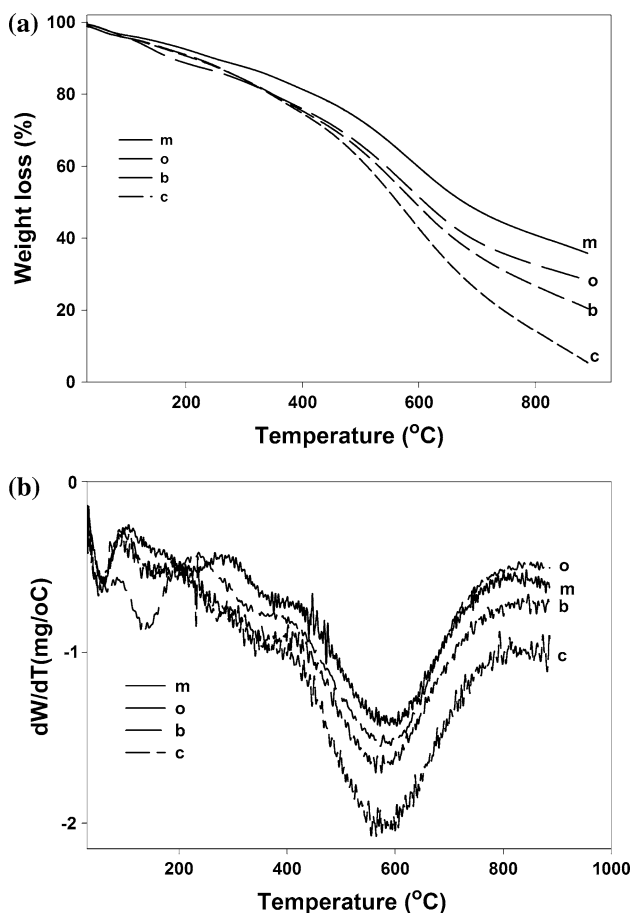 (a)
100
80
60
40
20
0
Weight loss (%)
m
o
b
c
m
o
b
c
200
400
600
800
Temperature (°C)
(b)
0
-1
-2
dW/dT(mg/oC)
m
o
b
c
o
m
b
c
200
400
600
800
1000
Temperature (°C)